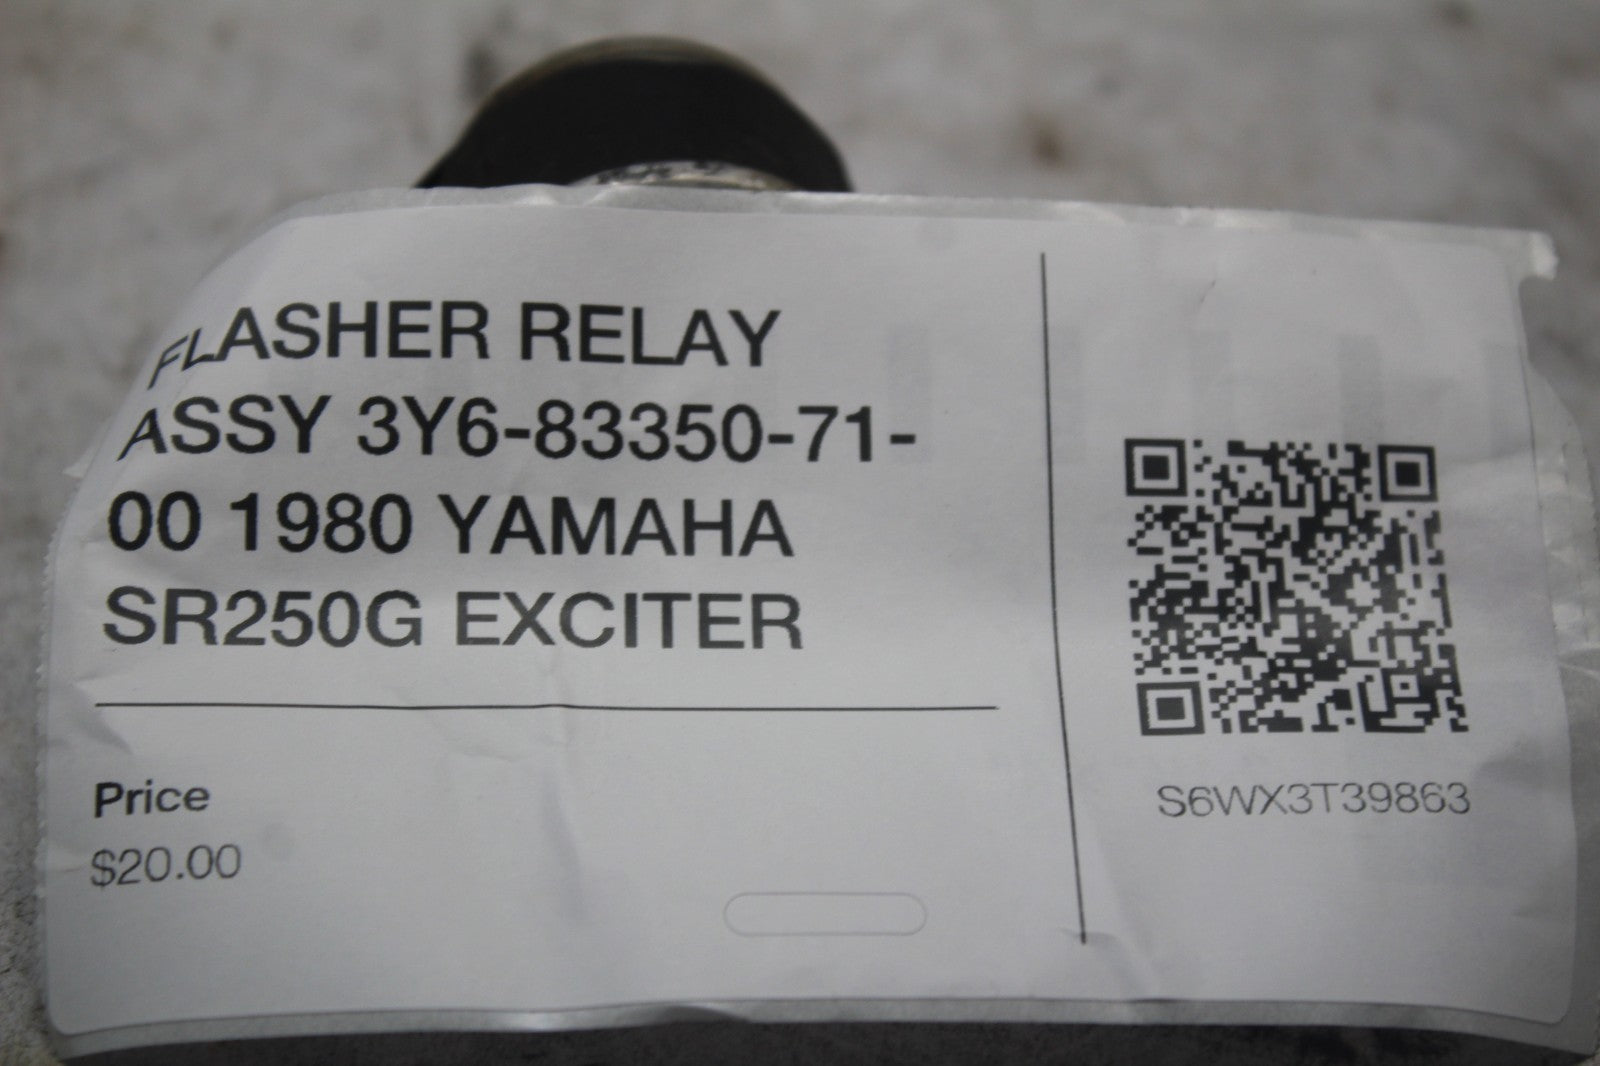 FLASHER RELAY
ASSY 3Y6-83350-71-
00 1980 YAMAHA
SR250G EXCITER
Price
$20.00
S6WX3T39863